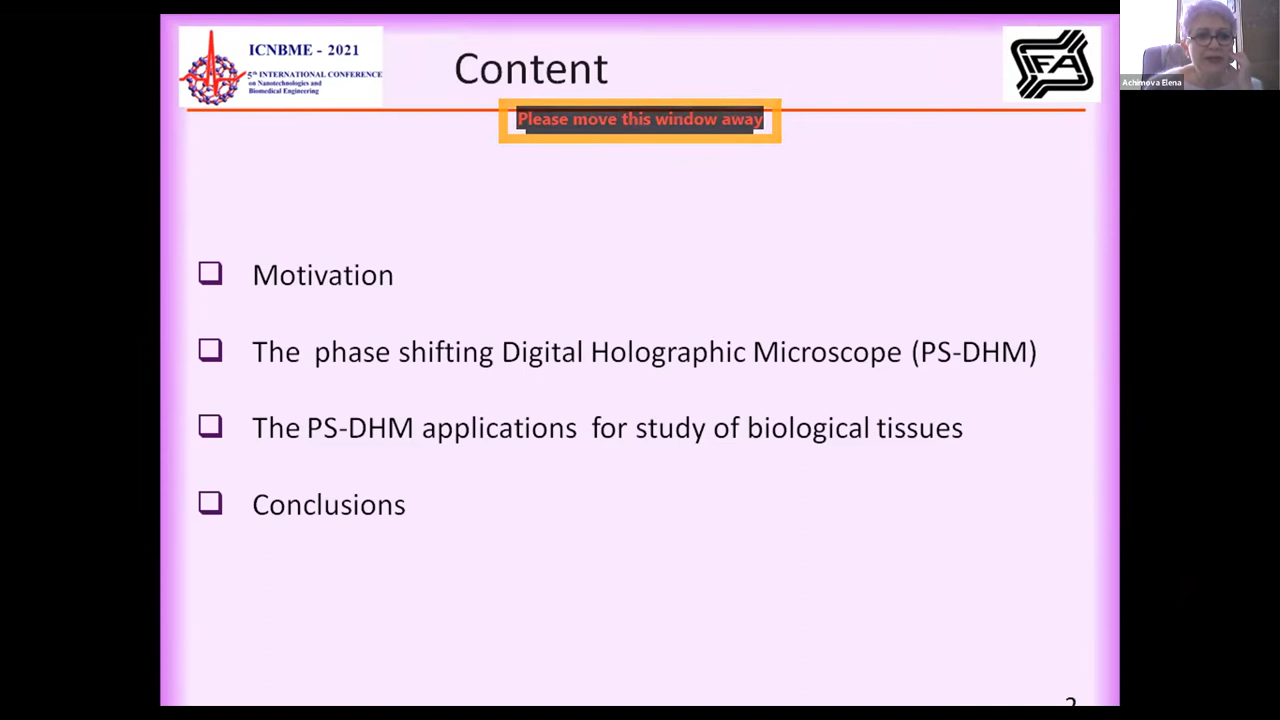 ICNBME - 2021
5th INTERNATIONAL CONFERENCE
on Nanotechnologies and
Biomedical Engineering
Content
IFA
Achimova Elena
Please move this window away
Motivation
The phase shifting Digital Holographic Microscope (PS-DHM)
The PS-DHM applications for study of biological tissues
Conclusions
2